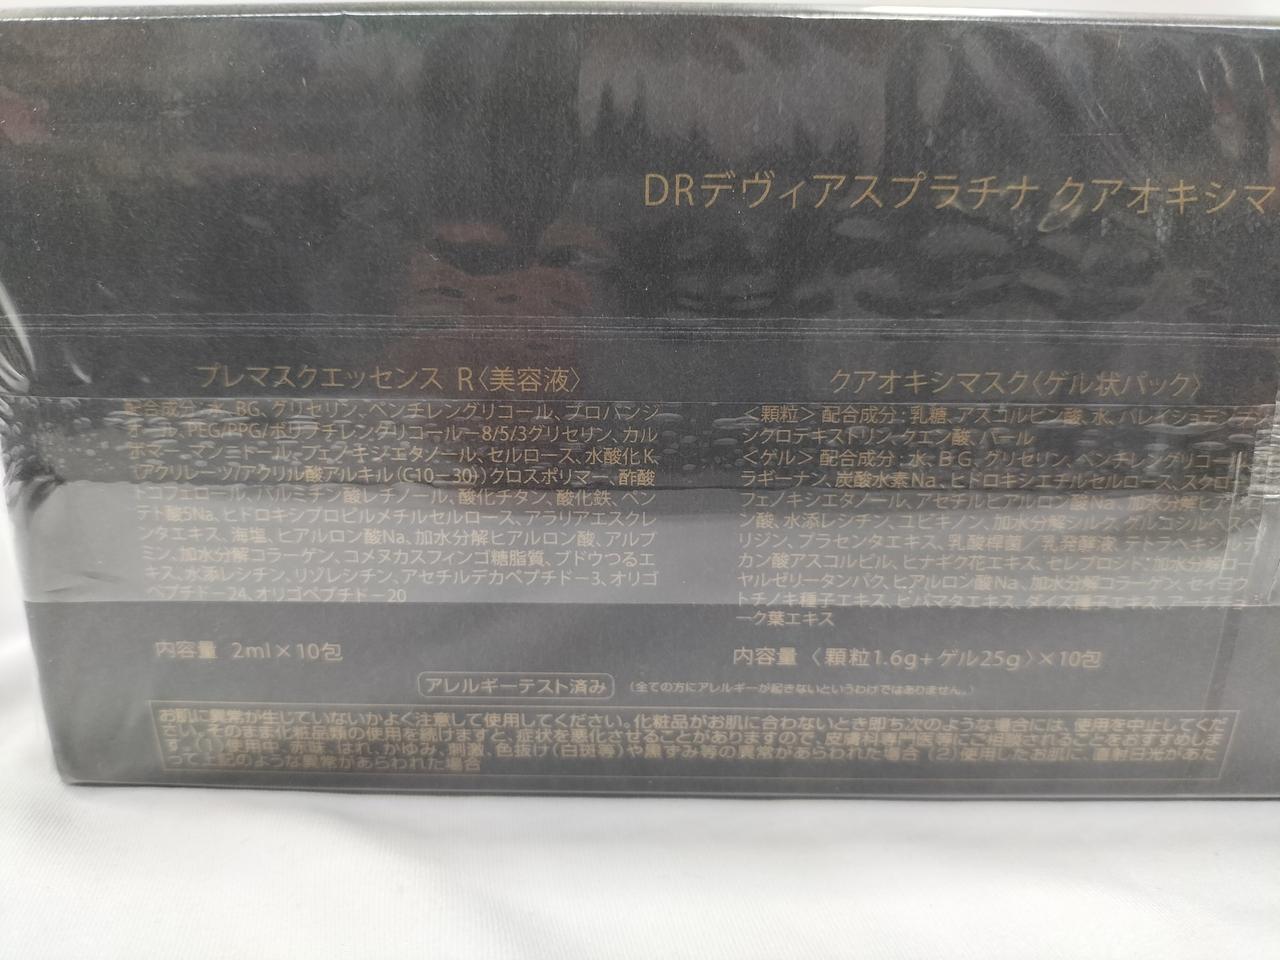 DRデヴィアスプラチナ クアオキシマ
プレマスクエッセンス R〈美容液〉
配合成分:水、BG、グリセリン、ペンチレングリコール、プロパンジ
オール、PEG/PPG/ポリブチレングリコール−8/5/3グリセリン、カル
ボマー、マンニトール、フェノキシエタノール、セルロース、水酸化K、
(アクリレーツ/アクリル酸アルキル(C10−30))クロスポリマー、酢酸
トコフェロール、パルミチン酸レチノール、酸化チタン、酸化鉄、ペン
テト酸5Na、ヒドロキシプロピルメチルセルロース、アラリアエスクレ
ンタエキス、海塩、ヒアルロン酸Na、加水分解ヒアルロン酸、アルブ
ミン、加水分解コラーゲン、コメヌカスフィンゴ糖脂質、ブドウつるエ
キス、水添レシチン、リゾレシチン、アセチルデカペプチド−3、オリゴ
ペプチド−24、オリゴペプチド−20
内容量 2ml×10包
クアオキシマスク〈ゲル状パック〉
<顆粒>配合成分:乳糖、アスコルビン酸、水、バレイショデンプ
ンクロデキストリン、クエン酸、パール
<ゲル>配合成分:水、BG、グリセリン、ペンチレングリコー
ラギーナン、炭酸水素Na、ヒドロキシエチルセルロース、スクロー
フェノキシエタノール、アセチルヒアルロン酸Na、加水分解ヒア
ン酸、水添レシチン、ユビキノン、加水分解シルク、グルコシルヘス
リジン、プラセンタエキス、乳酸桿菌/乳発酵液、テトラヘキシルデ
カン酸アスコルビル、ヒナギク花エキス、セレブロシド、加水分解ロー
ヤルゼリータンパク、ヒアルロン酸Na、加水分解コラーゲン、セイヨウ
トチノキ種子エキス、ビバマタエキス、ダイズ種子エキス、
ーク葉エキス
内容量 〈顆粒1.6g+ゲル25g〉×10包
アレルギーテスト済み (全ての方にアレルギーが起きないというわけではありません。)
お肌に異常が生じていないかよく注意して使用してください。化粧品がお肌に合わないとき即ち次のような場合には、使用を中止してくだ
さい。そのまま化粧品類の使用を続けますと、症状を悪化させることがありますので、皮膚科専門医等にご相談されることをおすすめしま
す。(1)使用中、赤味、はれ、かゆみ、刺激、色抜け(白斑等)や黒ずみ等の異常があらわれた場合 (2)使用したお肌に、直射日光があた
って上記のような異常があらわれた場合